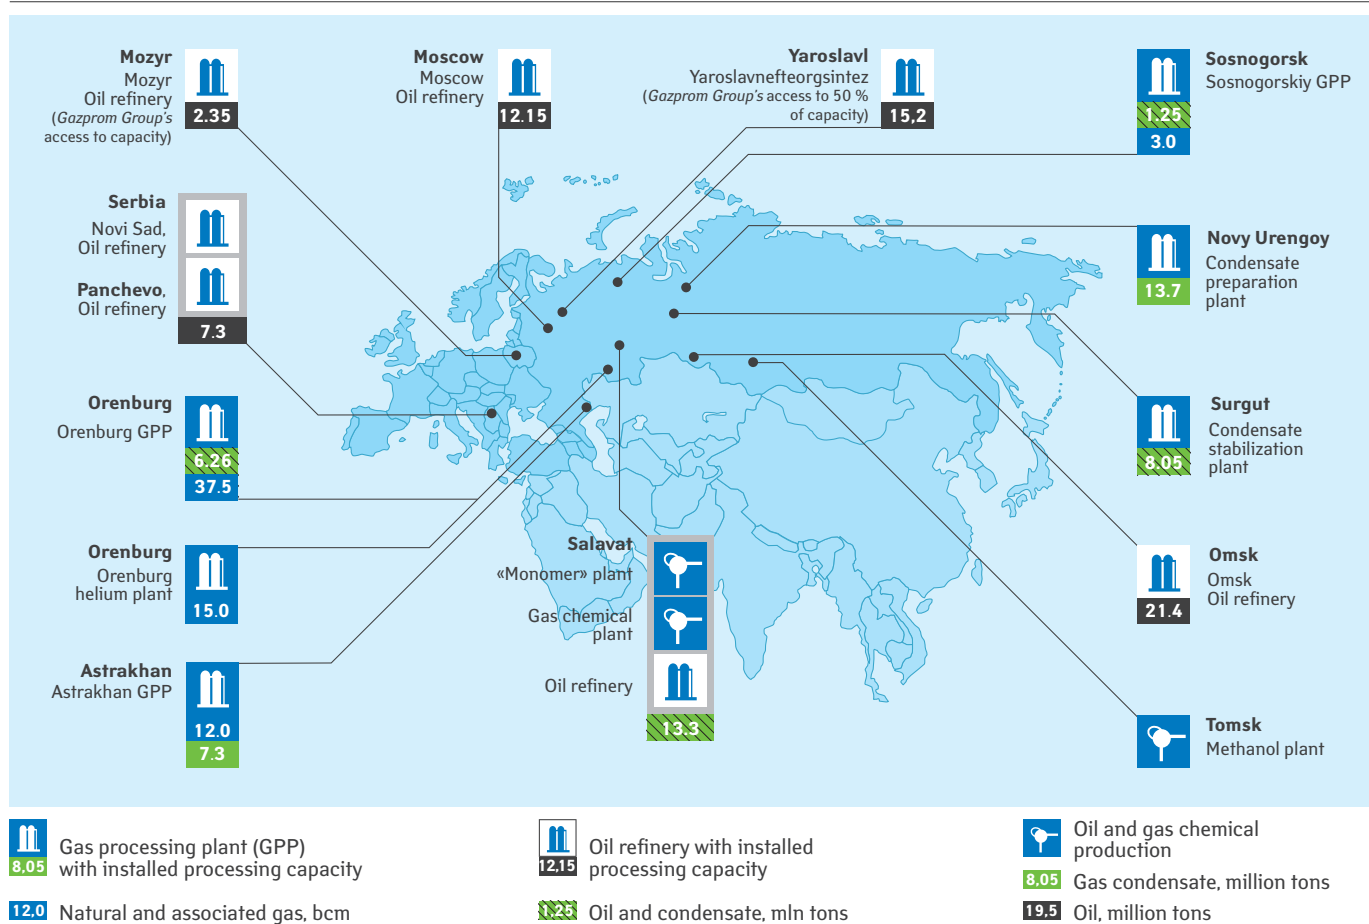 Mozyr
Mozyr
Oil refinery
(Gazprom Group's
access to capacity)
2.35
Moscow
Moscow
Oil refinery
12.15
Yaroslavl
Yaroslavnefteorgsintez
(Gazprom Group's access to 50 %
of capacity)
15,2
Sosnogorsk
Sosnogorskiy GPP
1.25
3.0
Serbia
Novi Sad,
Oil refinery
Panchevo,
Oil refinery
7.3
Novy Urengoy
Condensate
preparation
plant
13.7
Orenburg
Orenburg GPP
6.26
37.5
Surgut
Condensate
stabilization
plant
8.05
Orenburg
Orenburg
helium plant
15.0
Salavat
«Monomer» plant
Gas chemical
plant
Oil refinery
13.3
Omsk
Omsk
Oil refinery
21.4
Astrakhan
Astrakhan GPP
12.0
7.3
Tomsk
Methanol plant
8,05
Gas processing plant (GPP)
with installed processing capacity
12,0 Natural and associated gas, bcm
12,15
Oil refinery with installed
processing capacity
1.25 Oil and condensate, mln tons
Oil and gas chemical
production
8,05 Gas condensate, million tons
19,5 Oil, million tons